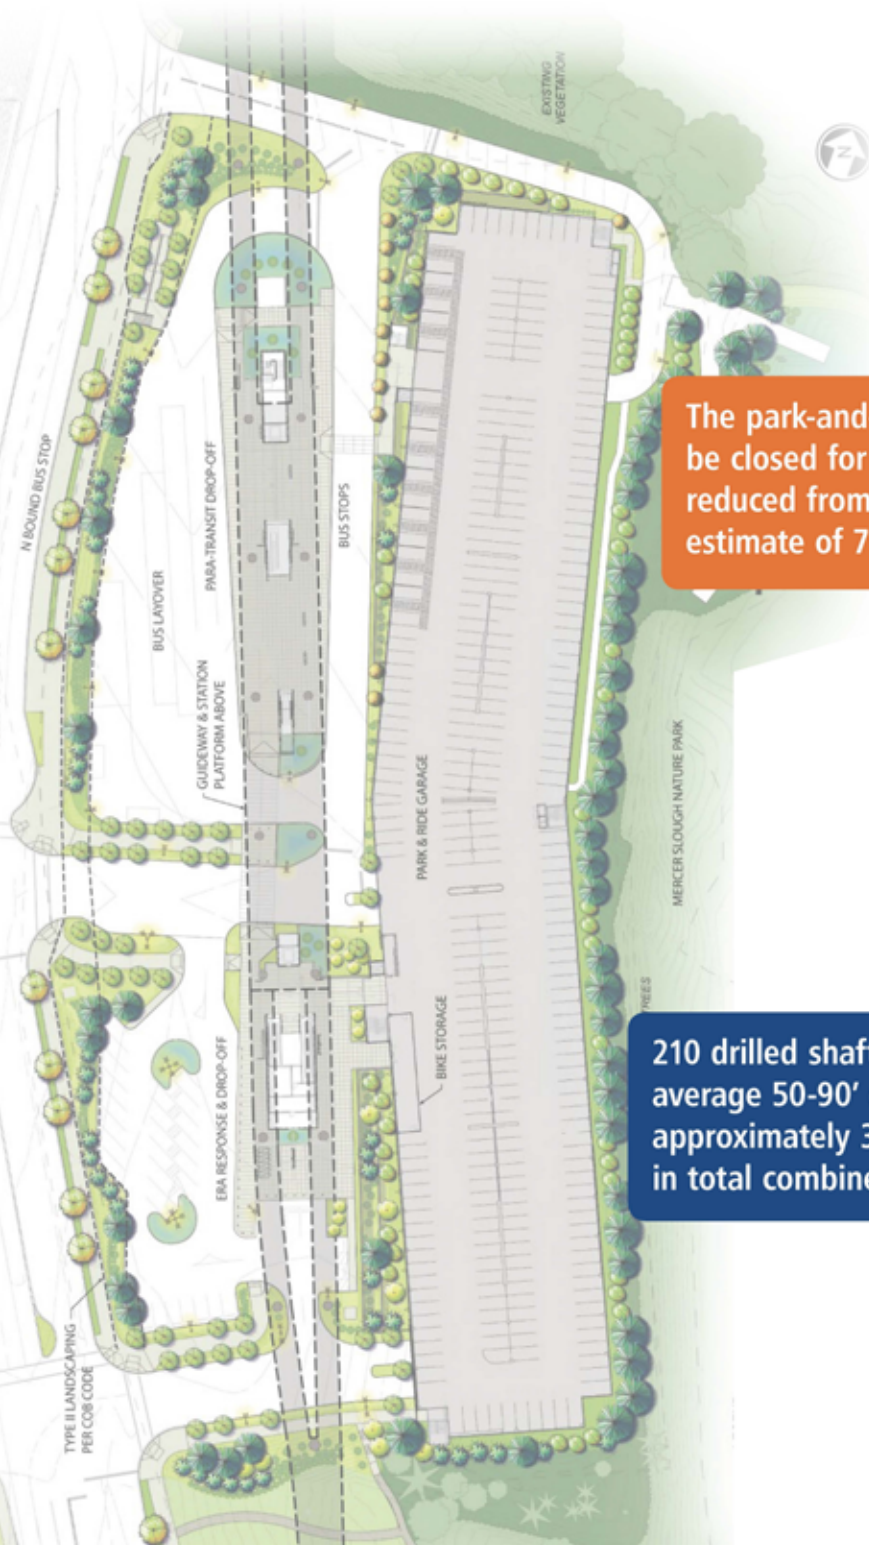 EXISTING
VEGETATION
N
The park-and
be closed for
reduced from
estimate of 7
N BOUND BUS STOP
PARA-TRANSIT DROP-OFF
BUS STOPS
BUS LAYOVER
GUIDEWAY & STATION
PLATFORM ABOVE
PARK & RIDE GARAGE
MERCER SLOUGH NATURE PARK
REES
BIKE STORAGE
ERA RESPONSE & DROP-OFF
210 drilled shaf
average 50-90'
approximately 3
in total combine
TYPE II LANDSCAPING
PER COB CODE